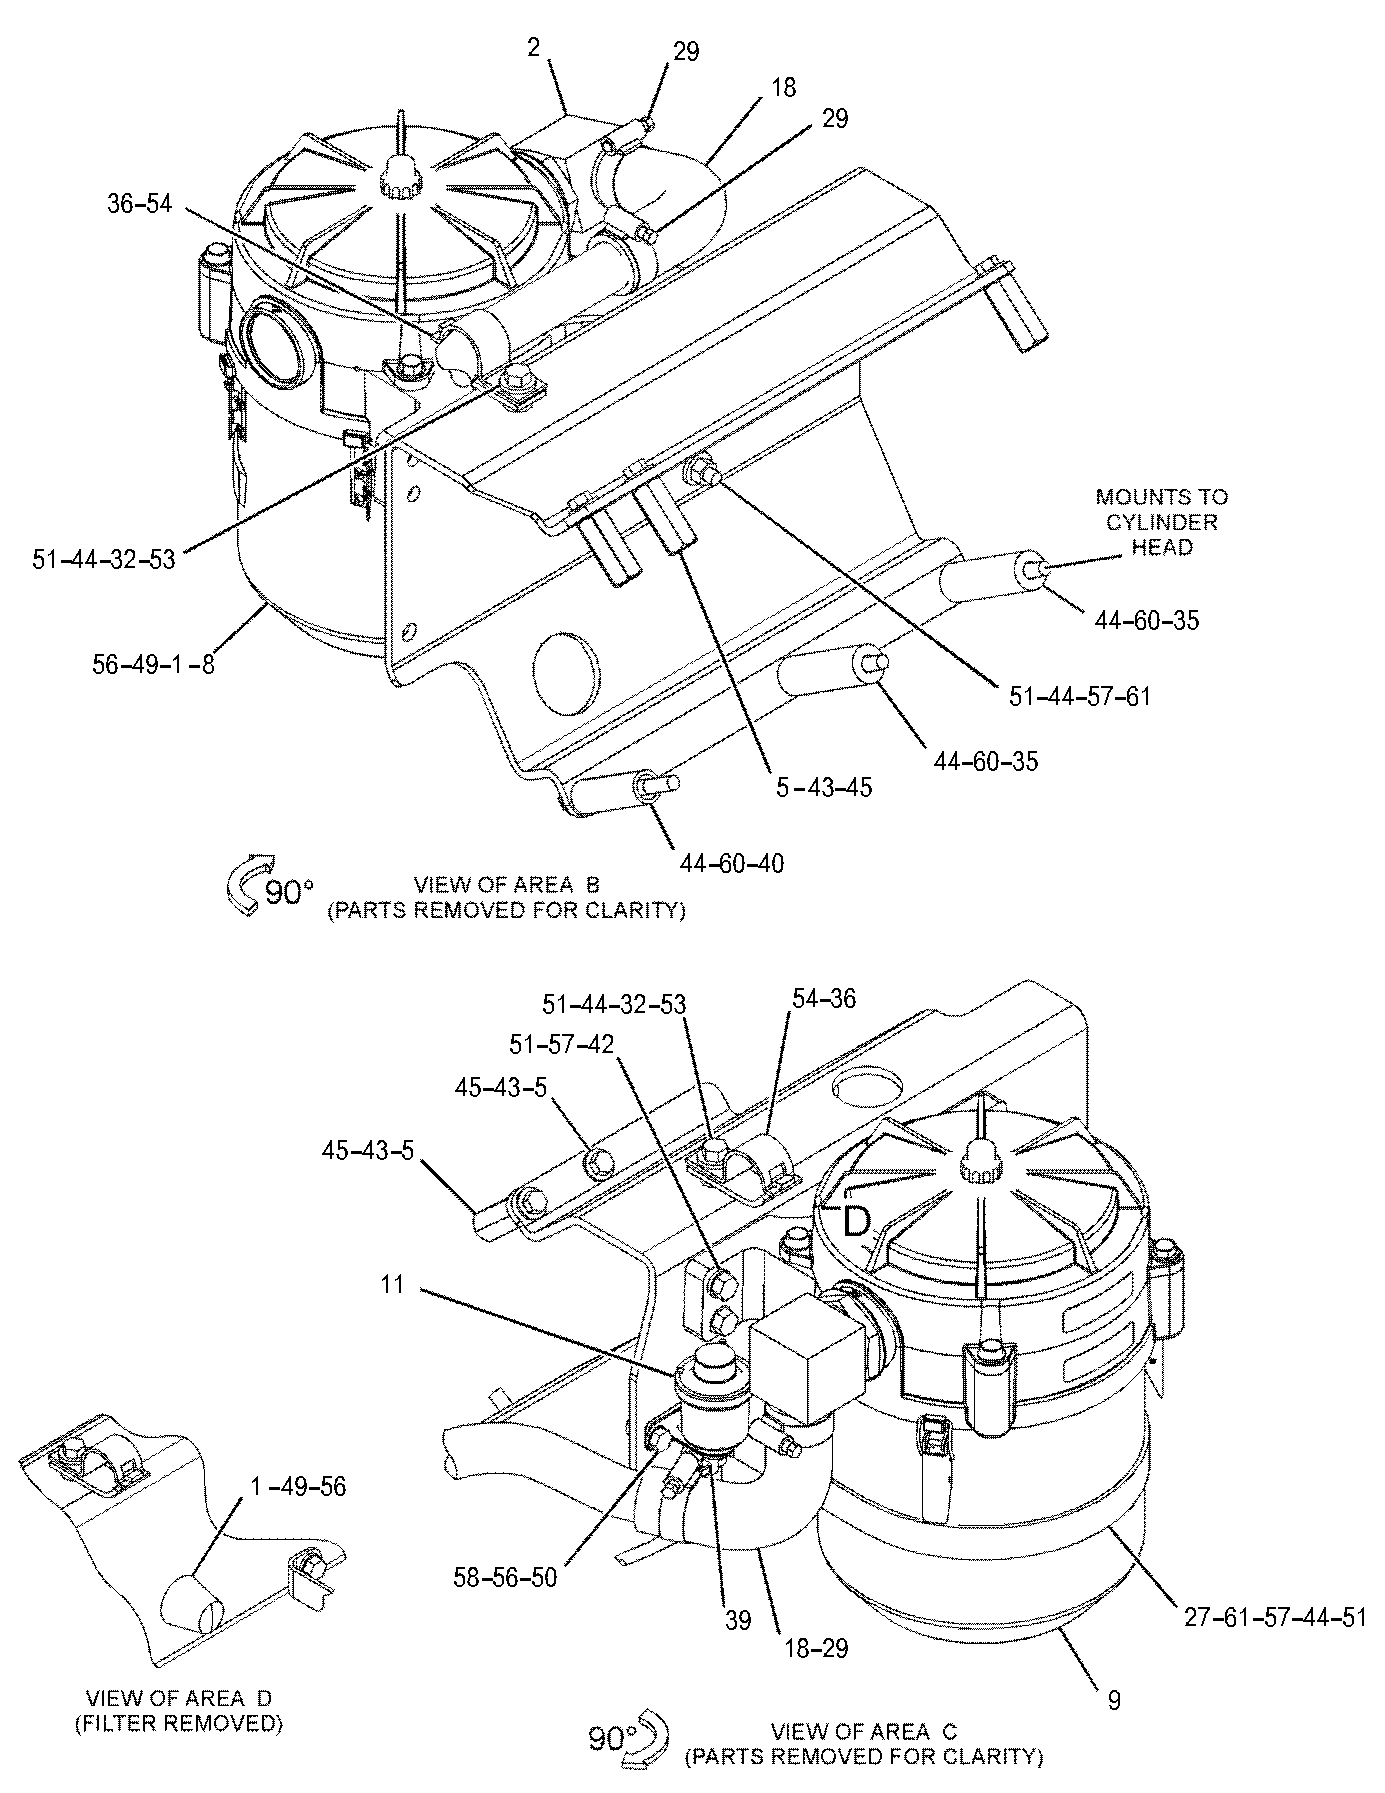 2
29
18
29
36-54
MOUNTS TO
CYLINDER
HEAD
51-44-32-53
44-60-35
56-49-1-8
51-44-57-61
44-60-35
5-43-45
44-60-40
90°
VIEW OF AREA B
(PARTS REMOVED FOR CLARITY)
51-44-32-53
54-36
51-57-42
45-43-5
45-43-5
D
11
1-49-56
58-56-50
39
18-29
27-61-57-44-51
9
VIEW OF AREA D
(FILTER REMOVED)
90°
VIEW OF AREA C
(PARTS REMOVED FOR CLARITY)